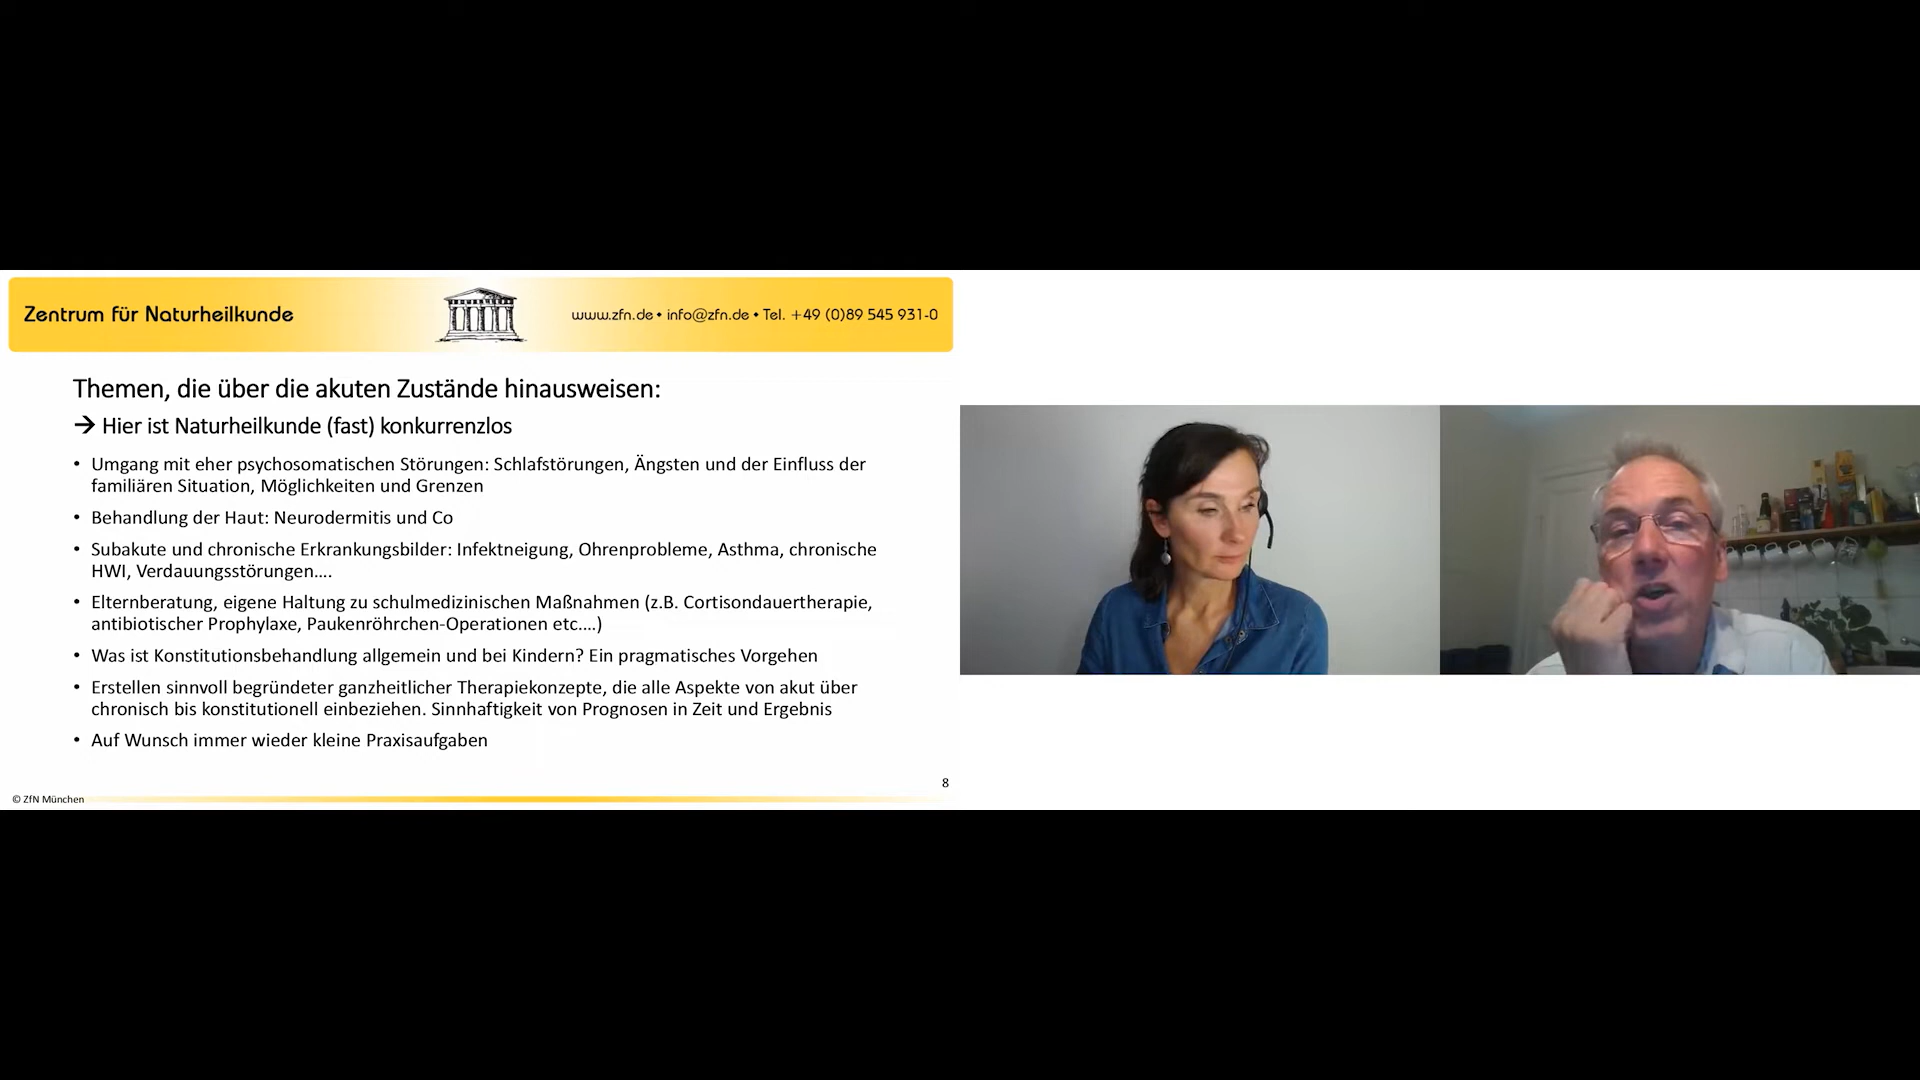 Zentrum für Naturheilkunde
www.zfn.de • info@zfn.de • Tel. +49 (0)89 545 931-0
Themen, die über die akuten Zustände hinausweisen:
→ Hier ist Naturheilkunde (fast) konkurrenzlos
• Umgang mit eher psychosomatischen Störungen: Schlafstörungen, Ängsten und der Einfluss der
familiären Situation, Möglichkeiten und Grenzen
• Behandlung der Haut: Neurodermitis und Co
• Subakute und chronische Erkrankungsbilder: Infektneigung, Ohrenprobleme, Asthma, chronische
HWI, Verdauungsstörungen….
• Elternberatung, eigene Haltung zu schulmedizinischen Maßnahmen (z.B. Cortisondauertherapie,
antibiotischer Prophylaxe, Paukenröhrchen-Operationen etc….)
• Was ist Konstitutionsbehandlung allgemein und bei Kindern? Ein pragmatisches Vorgehen
• Erstellen sinnvoll begründeter ganzheitlicher Therapiekonzepte, die alle Aspekte von akut über
chronisch bis konstitutionell einbeziehen. Sinnhaftigkeit von Prognosen in Zeit und Ergebnis
• Auf Wunsch immer wieder kleine Praxisaufgaben
8
© ZfN München